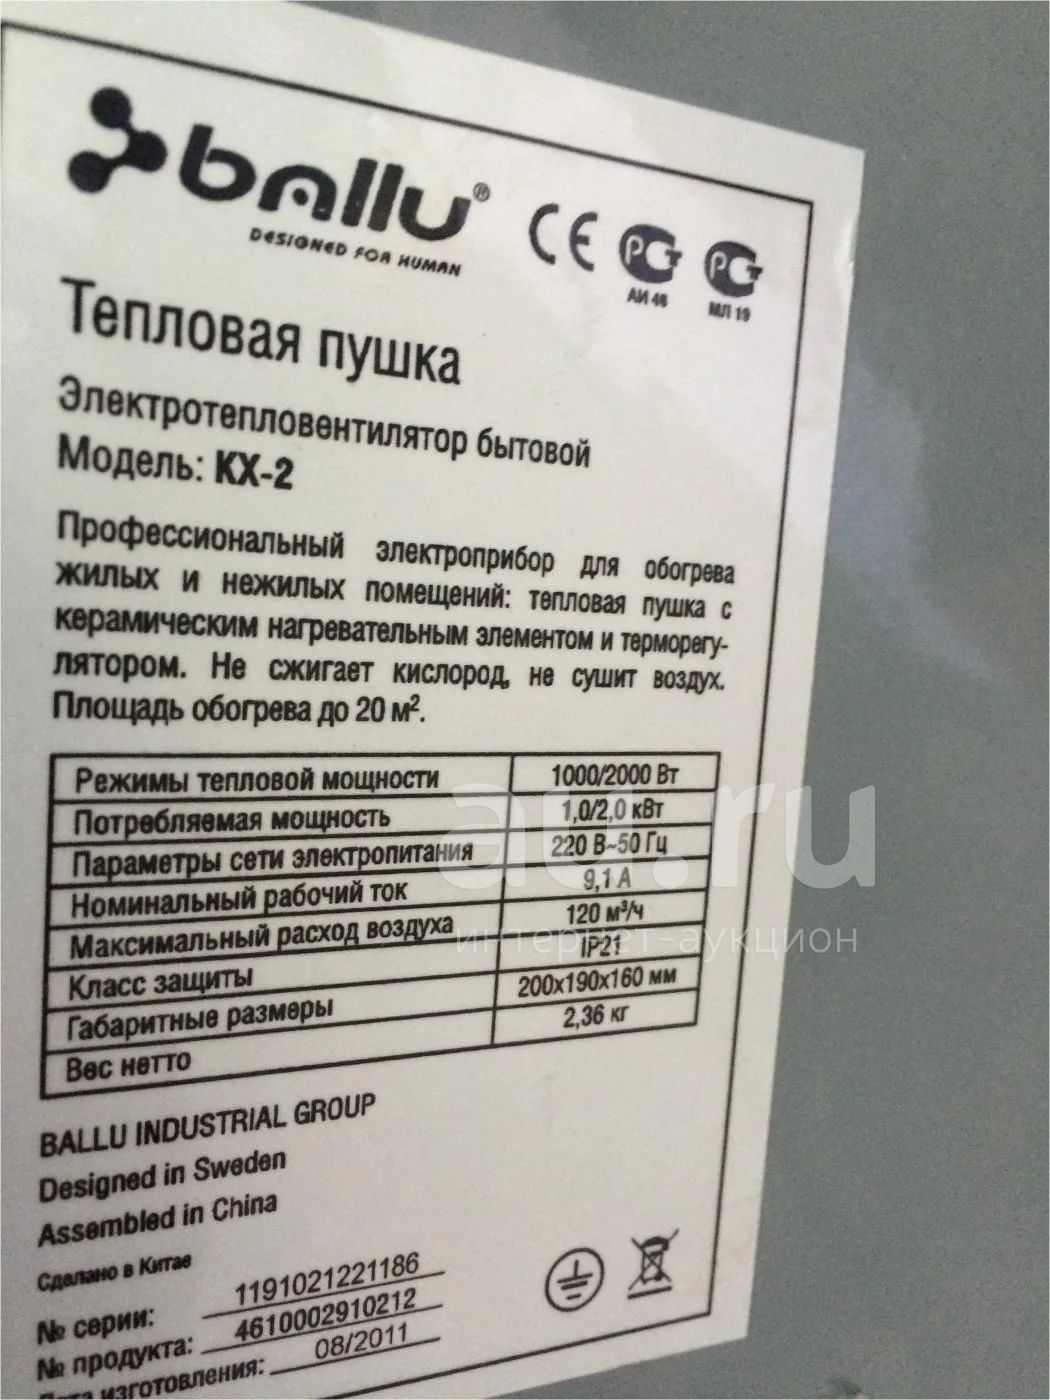 ballu®
DESIGNED FOR HUMAN
CE
РСТ РСТ
АИ 46 МЛ 19
Тепловая пушка
Электротепловентилятор бытовой
Модель: KX-2
Профессиональный электроприбор для обогрева
жилых и нежилых помещений: тепловая пушка с
керамическим нагревательным элементом и терморегу-
лятором. Не сжигает кислород, не сушит воздух.
Площадь обогрева до 20 м².
Режимы тепловой мощности 1000/2000 Вт
Потребляемая мощность 1,0/2,0 кВт
Параметры сети электропитания 220 В~50 Гц
Номинальный рабочий ток 9,1 А
Максимальный расход воздуха 120 м³/ч
Класс защиты IP21
Габаритные размеры 200x190x160 мм
Вес нетто 2,36 кг
au.ru
интернет-аукцион
BALLU INDUSTRIAL GROUP
Designed in Sweden
Assembled in China
Сделано в Китае
№ серии: 1191021221186
№ продукта: 4610002910212
Дата изготовления: 08/2011